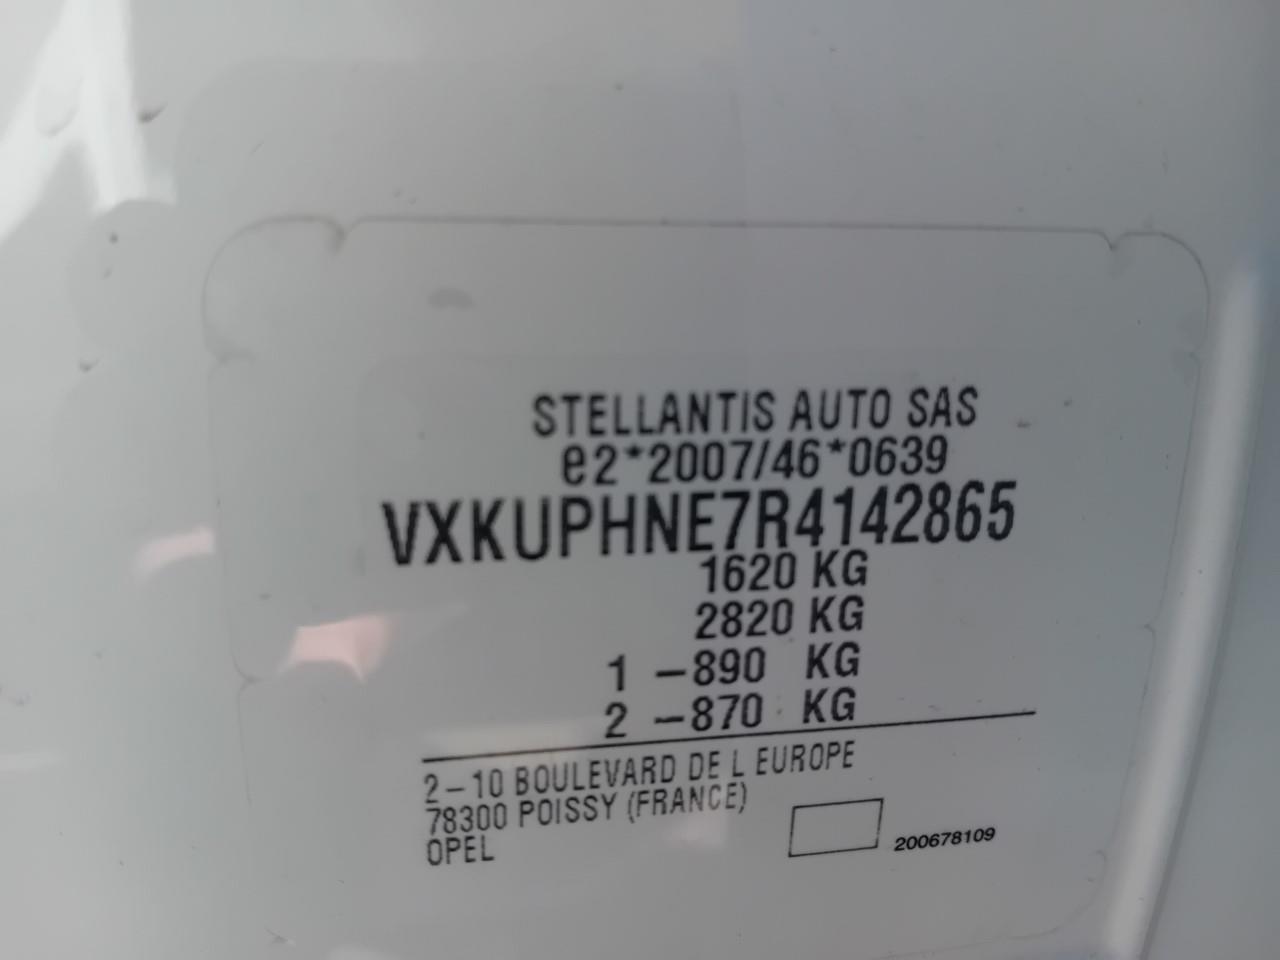 STELLANTIS AUTO SAS
e2*2007/46*0639
VXKUPHNE7R4142865
1620 KG
2820 KG
1 -890 KG
2 -870 KG
2-10 BOULEVARD DE L EUROPE
78300 POISSY (FRANCE)
OPEL
200678109